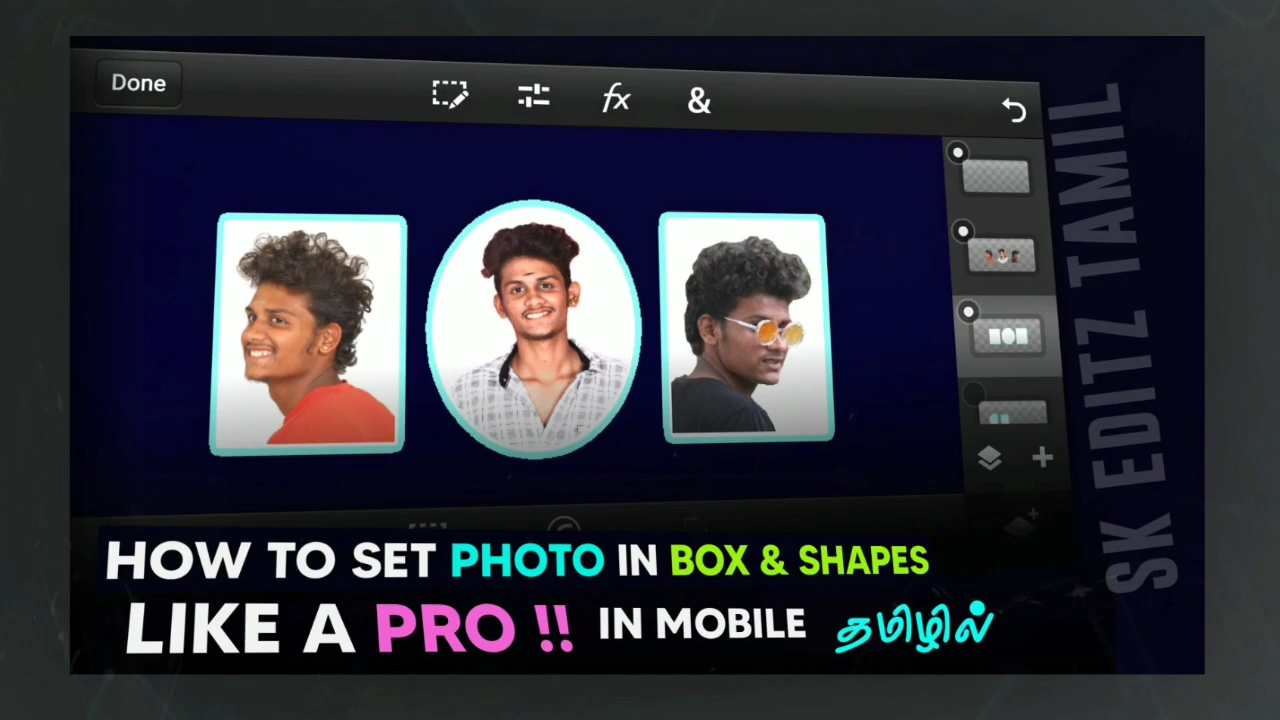 Done
fx
&
SK EDITZ TAMIL
HOW TO SET PHOTO IN BOX & SHAPES
LIKE A PRO !! IN MOBILE தமிழில்